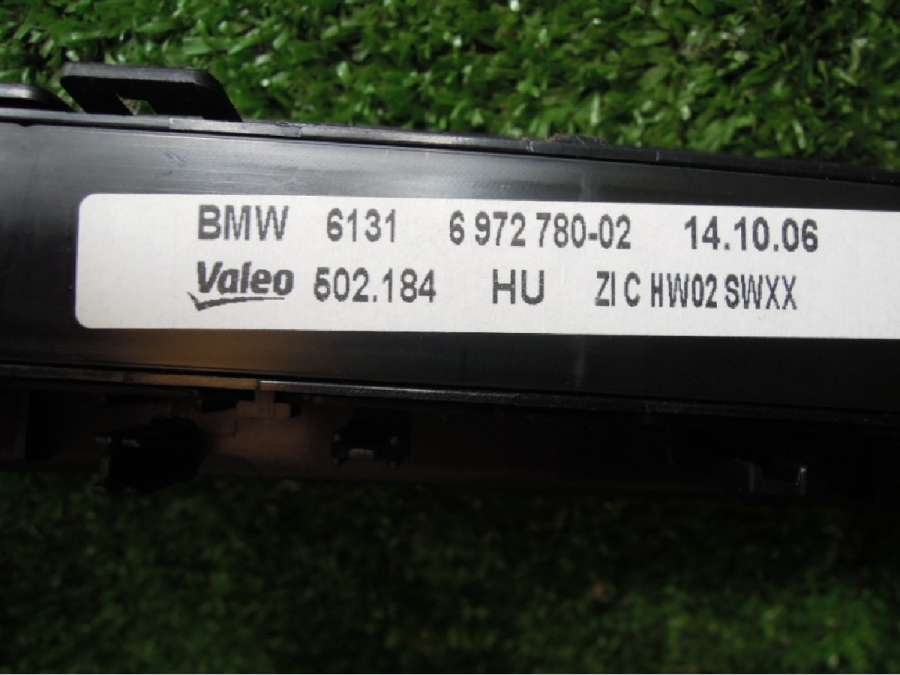 BMW 6131 6 972 780-02 14.10.06
Valeo 502.184 HU ZI C HW02 SWXX